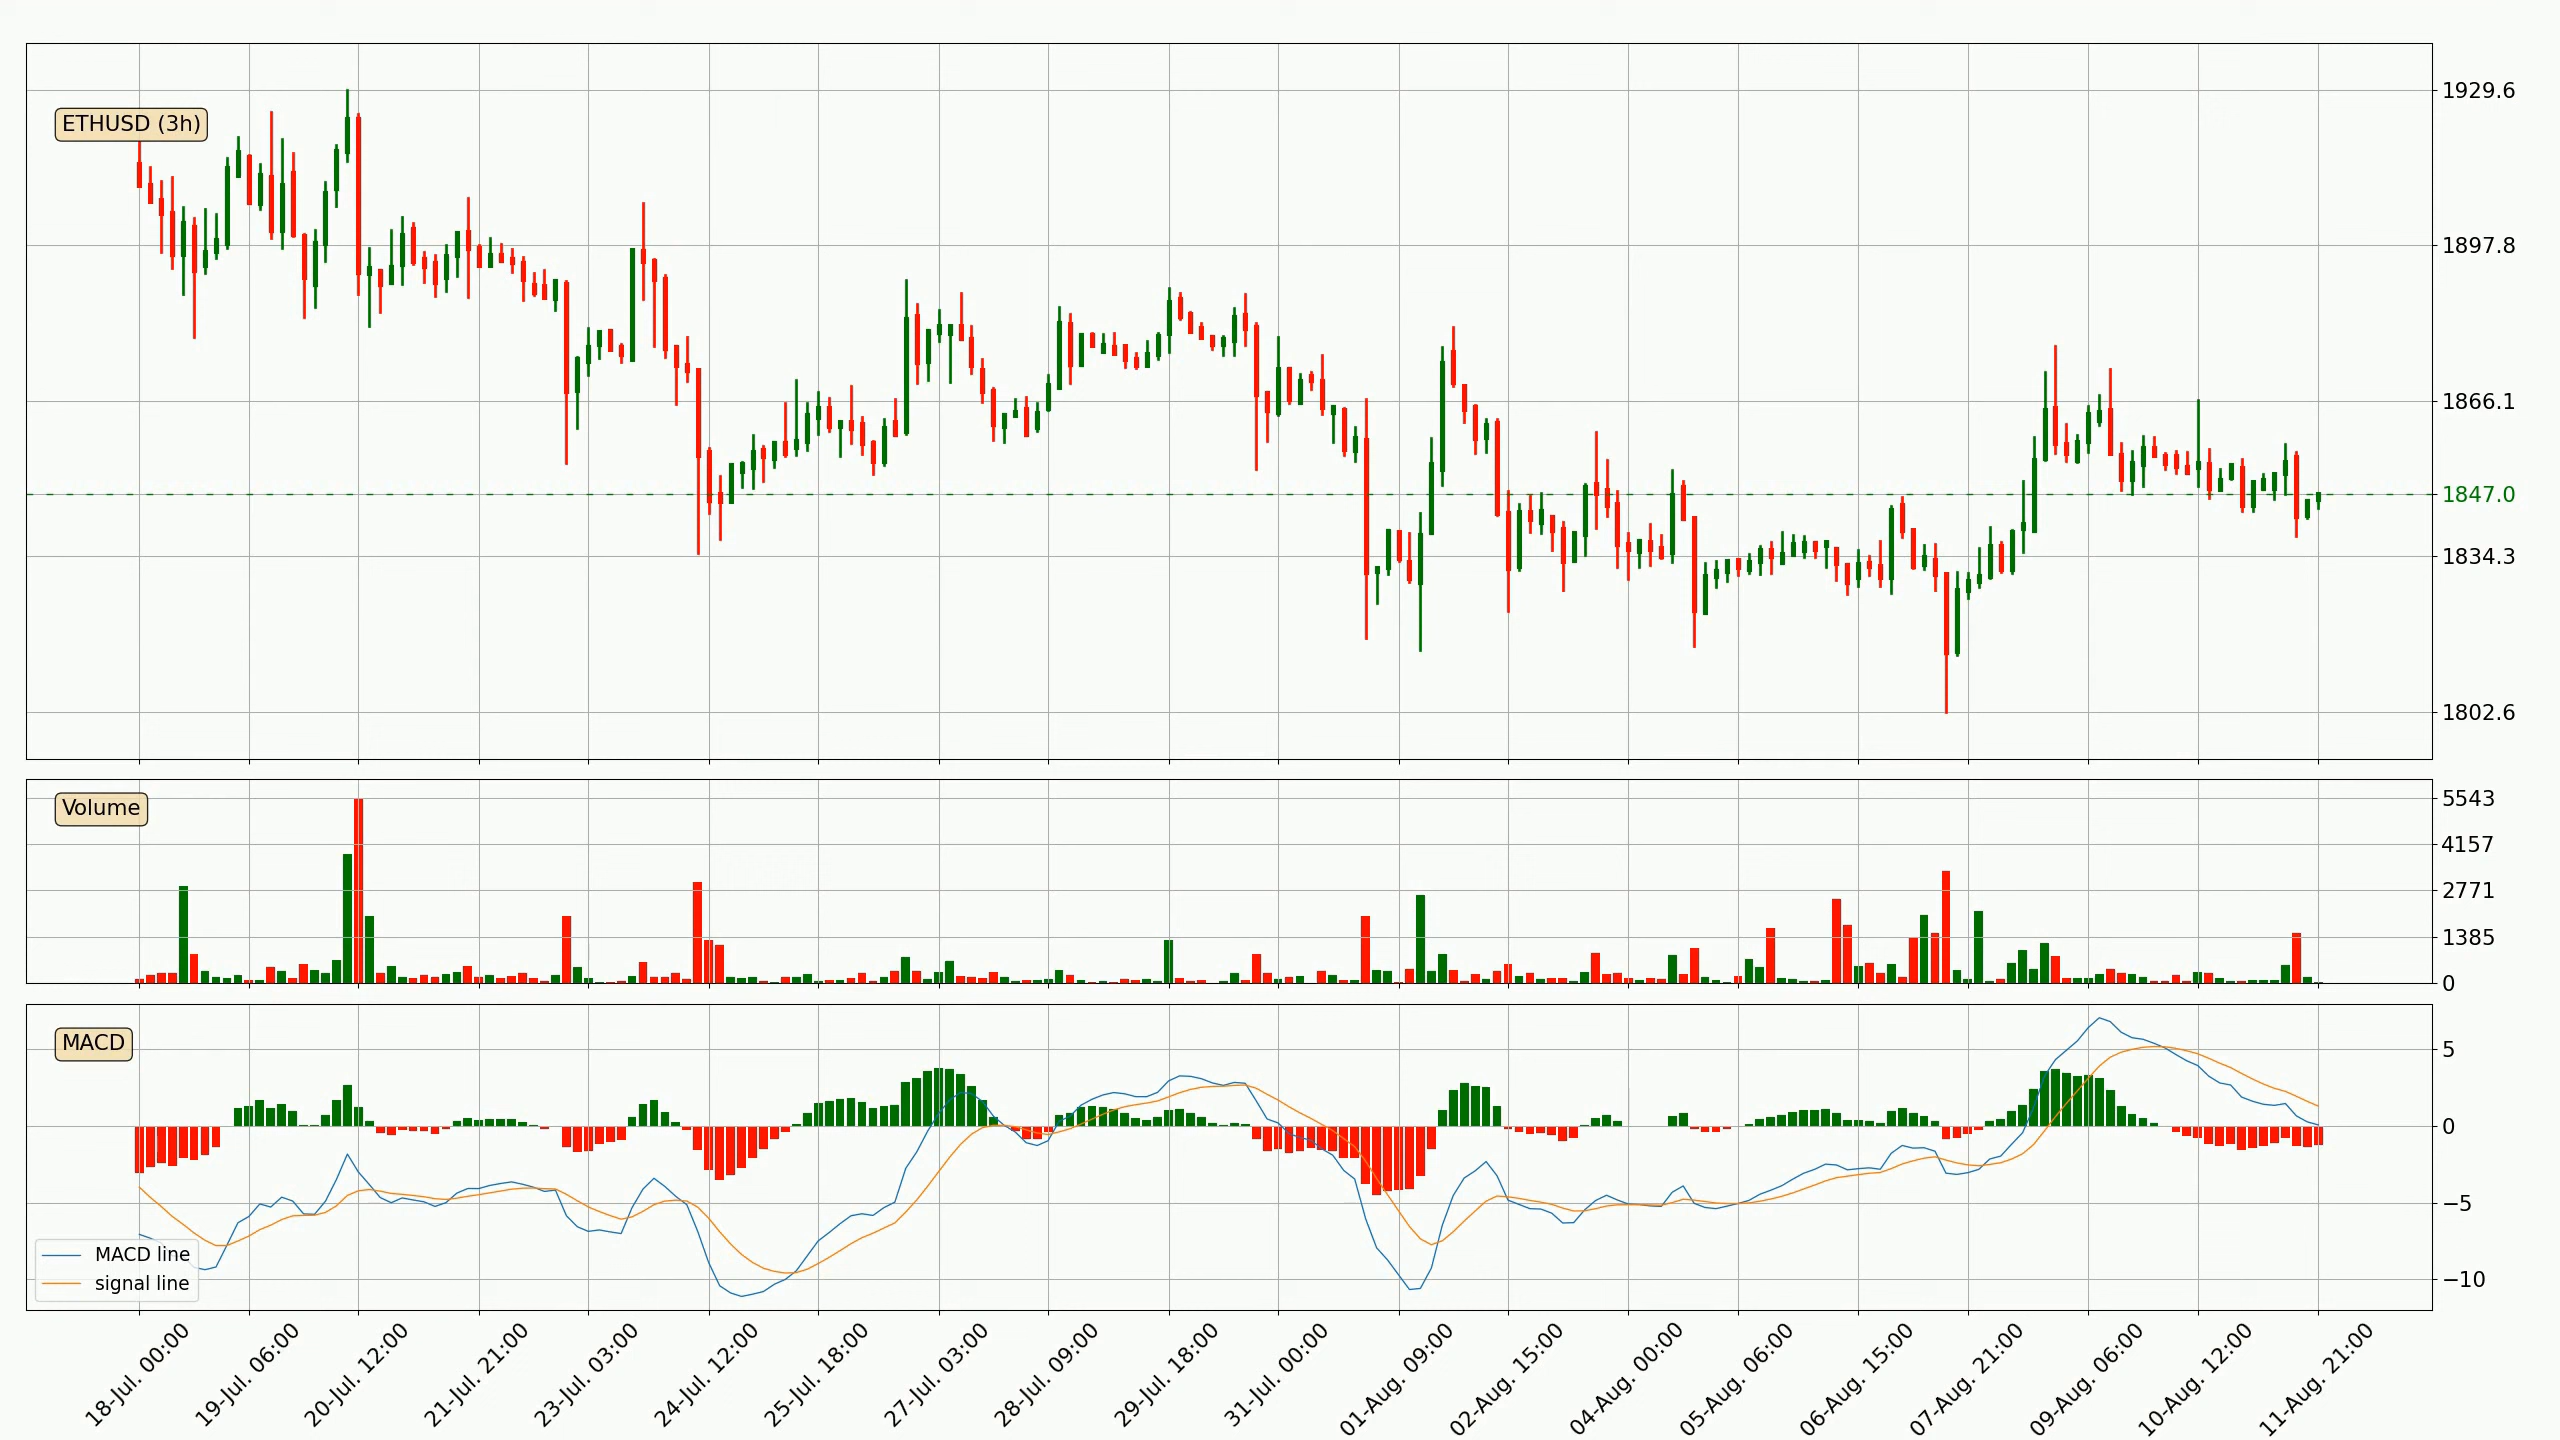 ETHUSD (3h)
1929.6
1897.8
1866.1
1847.0
1834.3
1802.6
Volume
5543
4157
2771
1385
0
MACD
5
0
−5
−10
MACD line
signal line
18-Jul. 00:00
19-Jul. 06:00
20-Jul. 12:00
21-Jul. 21:00
23-Jul. 03:00
24-Jul. 12:00
25-Jul. 18:00
27-Jul. 03:00
28-Jul. 09:00
29-Jul. 18:00
31-Jul. 00:00
01-Aug. 09:00
02-Aug. 15:00
04-Aug. 00:00
05-Aug. 06:00
06-Aug. 15:00
07-Aug. 21:00
09-Aug. 06:00
10-Aug. 12:00
11-Aug. 21:00